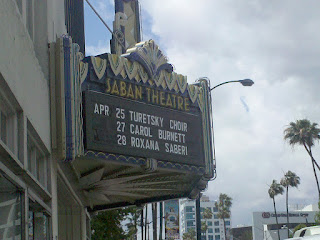 SABAN THEATRE
APR 25 TURETSKY CHOIR
27 CAROL BURNETT
28 ROXANA SABERI